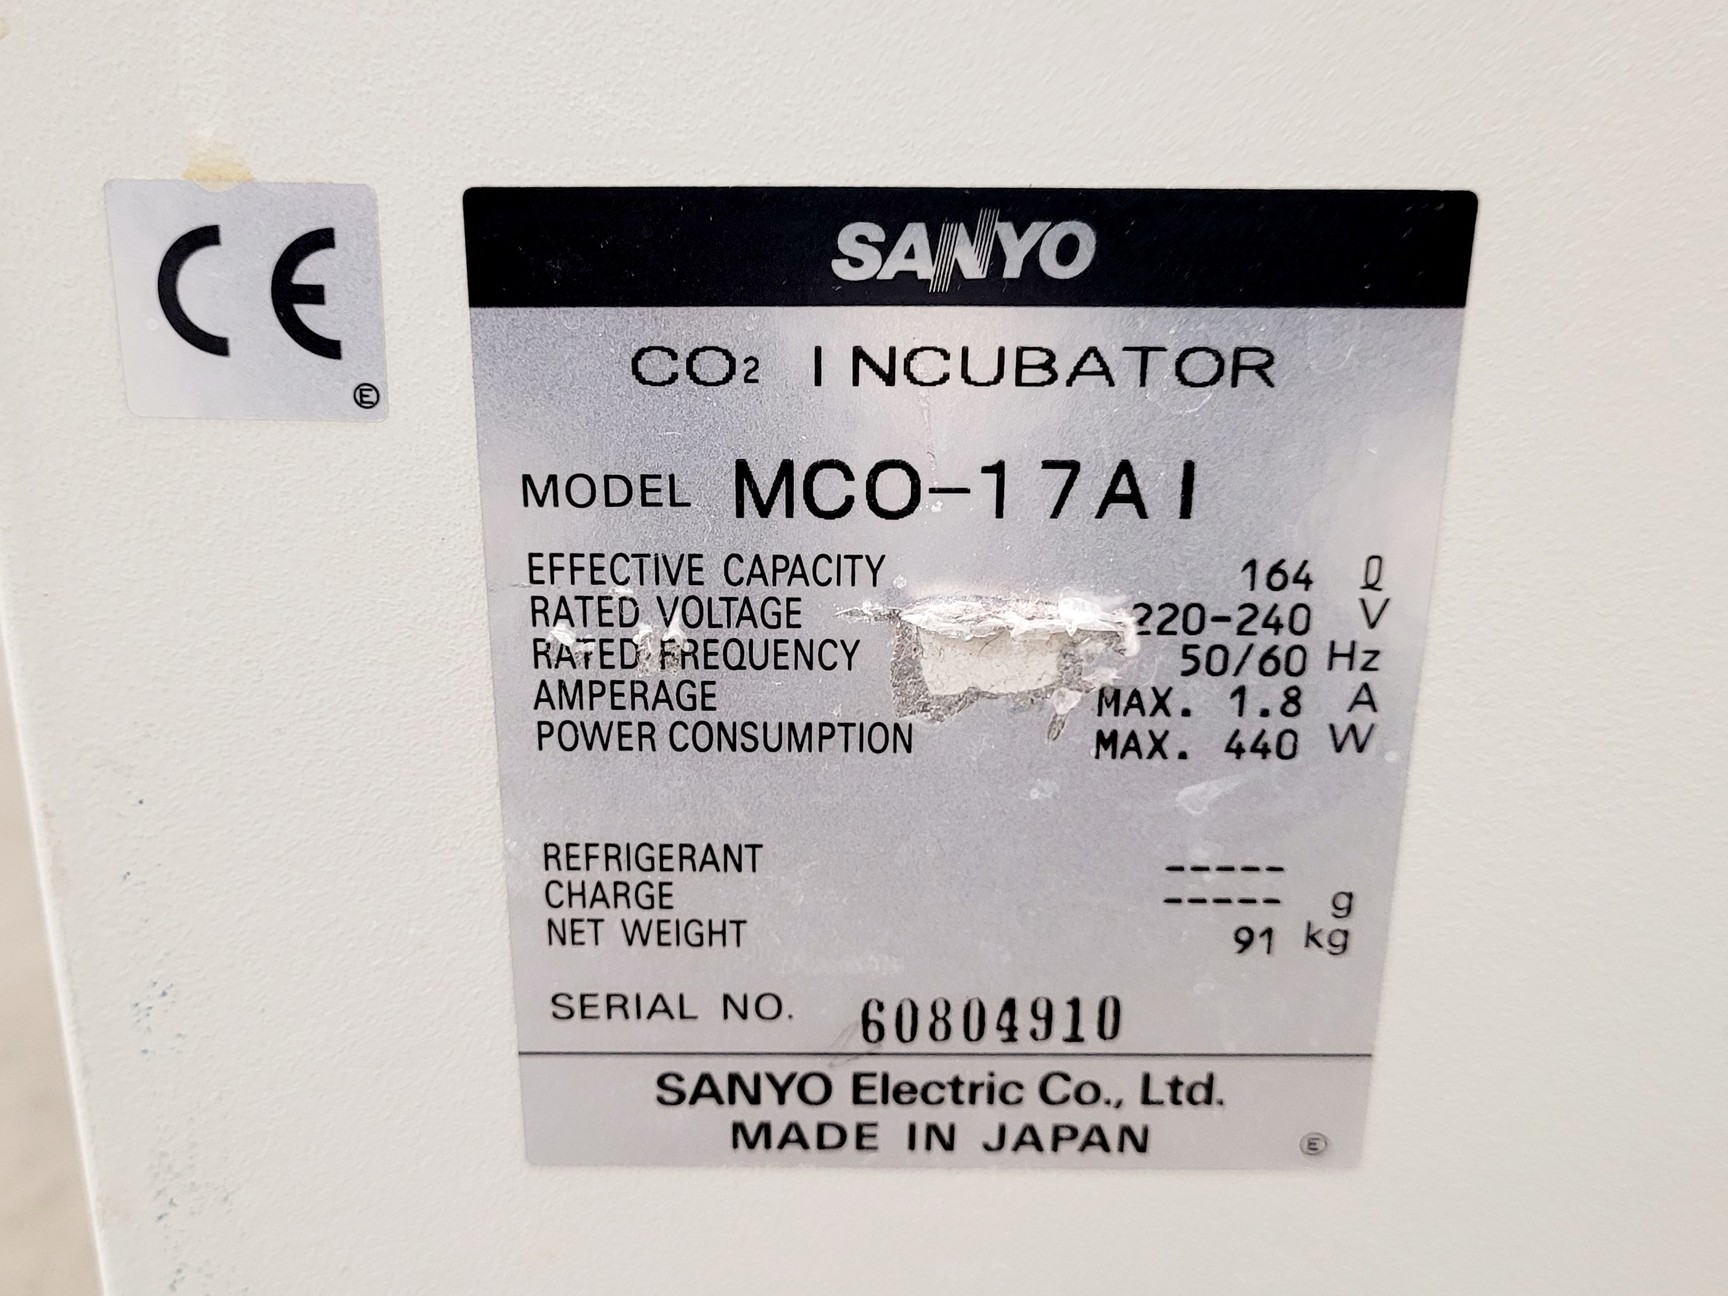 CE
E
SANYO
CO2 INCUBATOR
MODEL MCO-17AI
EFFECTIVE CAPACITY 164 ℓ
RATED VOLTAGE 220-240 V
RATED FREQUENCY 50/60 Hz
AMPERAGE MAX. 1.8 A
POWER CONSUMPTION MAX. 440 W
REFRIGERANT -----
CHARGE ----- g
NET WEIGHT 91 kg
SERIAL NO. 60804910
SANYO Electric Co., Ltd.
MADE IN JAPAN
E